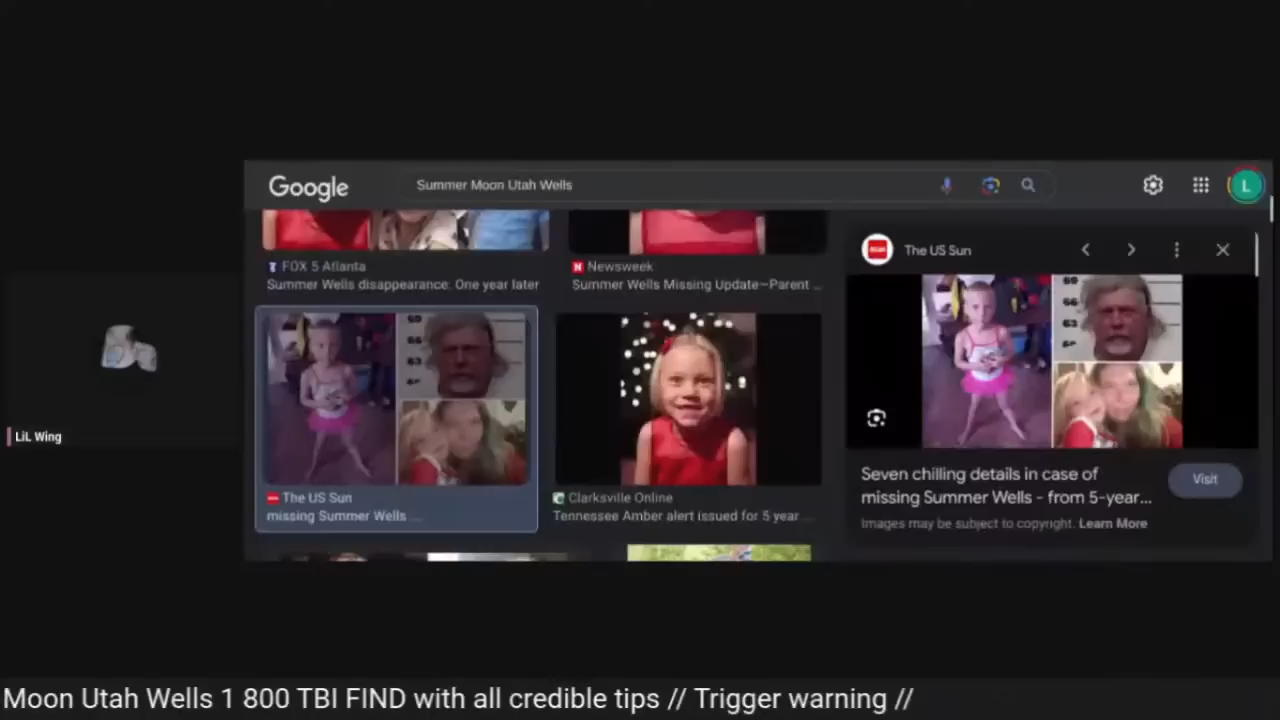 Google
Summer Moon Utah Wells
L
FOX 5 Atlanta
Summer Wells disappearance: One year later
Newsweek
Summer Wells Missing Update—Parent ...
The US Sun
The US Sun
missing Summer Wells ...
Clarksville Online
Tennessee Amber alert issued for 5 year ...
Seven chilling details in case of
missing Summer Wells - from 5-year...
Visit
Images may be subject to copyright. Learn More
LiL Wing
Moon Utah Wells 1 800 TBI FIND with all credible tips // Trigger warning //